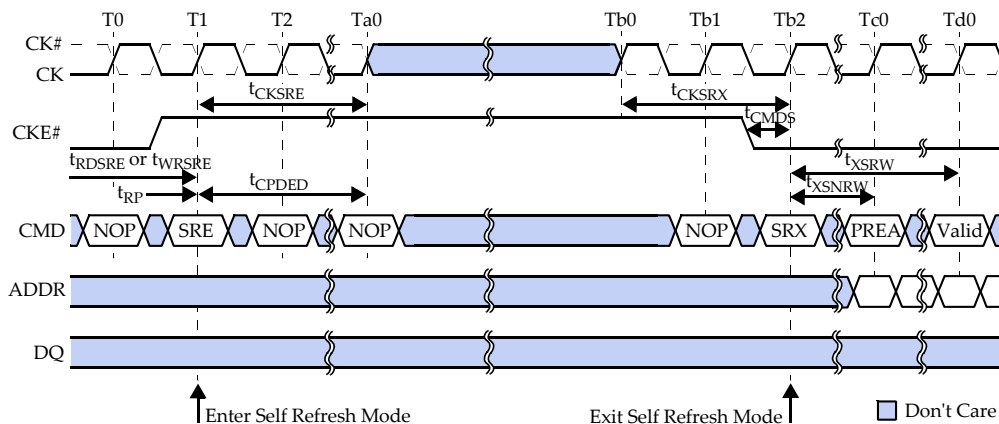 T0 T1 T2 Ta0 Tb0 Tb1 Tb2 Tc0 Td0
CK#
CK
tCKSRE tCKSRX
tCMDS
CKE#
tRDSRE or tWRSRE
tXSRW
tRP tCPDED tXSNRW
CMD NOP SRE NOP NOP NOP SRX PREA Valid
ADDR
DQ
Enter Self Refresh Mode Exit Self Refresh Mode Don't Care